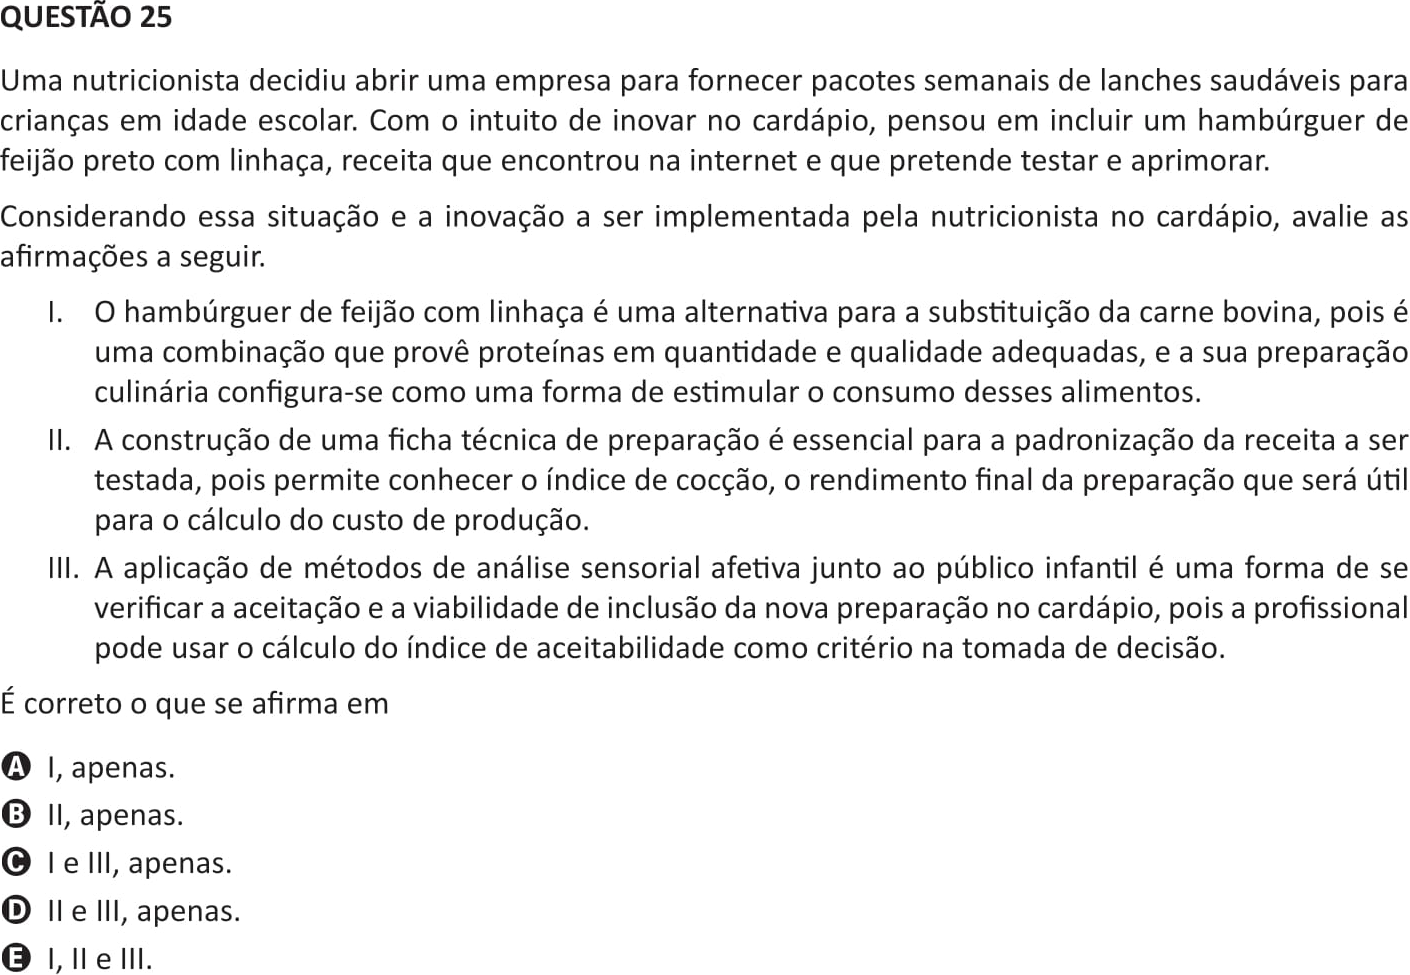 QUESTÃO 25
Uma nutricionista decidiu abrir uma empresa para fornecer pacotes semanais de lanches saudáveis para
crianças em idade escolar. Com o intuito de inovar no cardápio, pensou em incluir um hambúrguer de
feijão preto com linhaça, receita que encontrou na internet e que pretende testar e aprimorar.
Considerando essa situação e a inovação a ser implementada pela nutricionista no cardápio, avalie as
afirmações a seguir.
I. O hambúrguer de feijão com linhaça é uma alternativa para a substituição da carne bovina, pois é
uma combinação que provê proteínas em quantidade e qualidade adequadas, e a sua preparação
culinária configura-se como uma forma de estimular o consumo desses alimentos.
II. A construção de uma ficha técnica de preparação é essencial para a padronização da receita a ser
testada, pois permite conhecer o índice de cocção, o rendimento final da preparação que será útil
para o cálculo do custo de produção.
III. A aplicação de métodos de análise sensorial afetiva junto ao público infantil é uma forma de se
verificar a aceitação e a viabilidade de inclusão da nova preparação no cardápio, pois a profissional
pode usar o cálculo do índice de aceitabilidade como critério na tomada de decisão.
É correto o que se afirma em
A I, apenas.
B II, apenas.
C I e III, apenas.
D II e III, apenas.
E I, II e III.